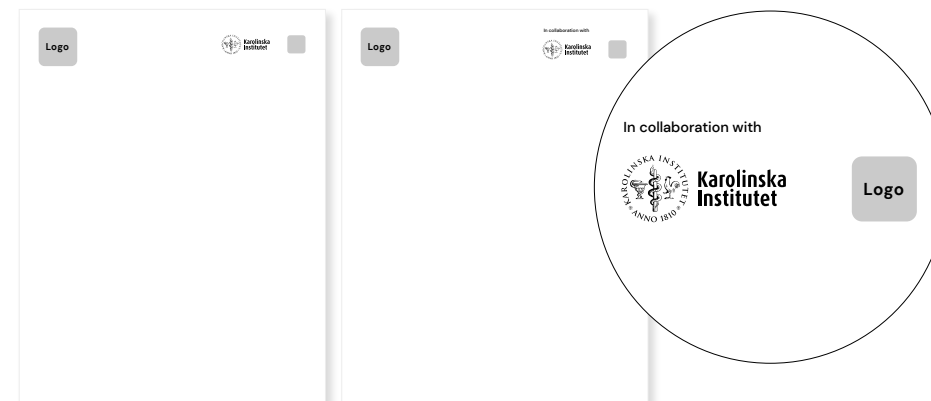 Logo
Karolinska
Institutet
Logo
In collaboration with
Karolinska
Institutet
In collaboration with
KAROLINSKA INSTITUTET
ANNO 1810
Karolinska
Institutet
Logo